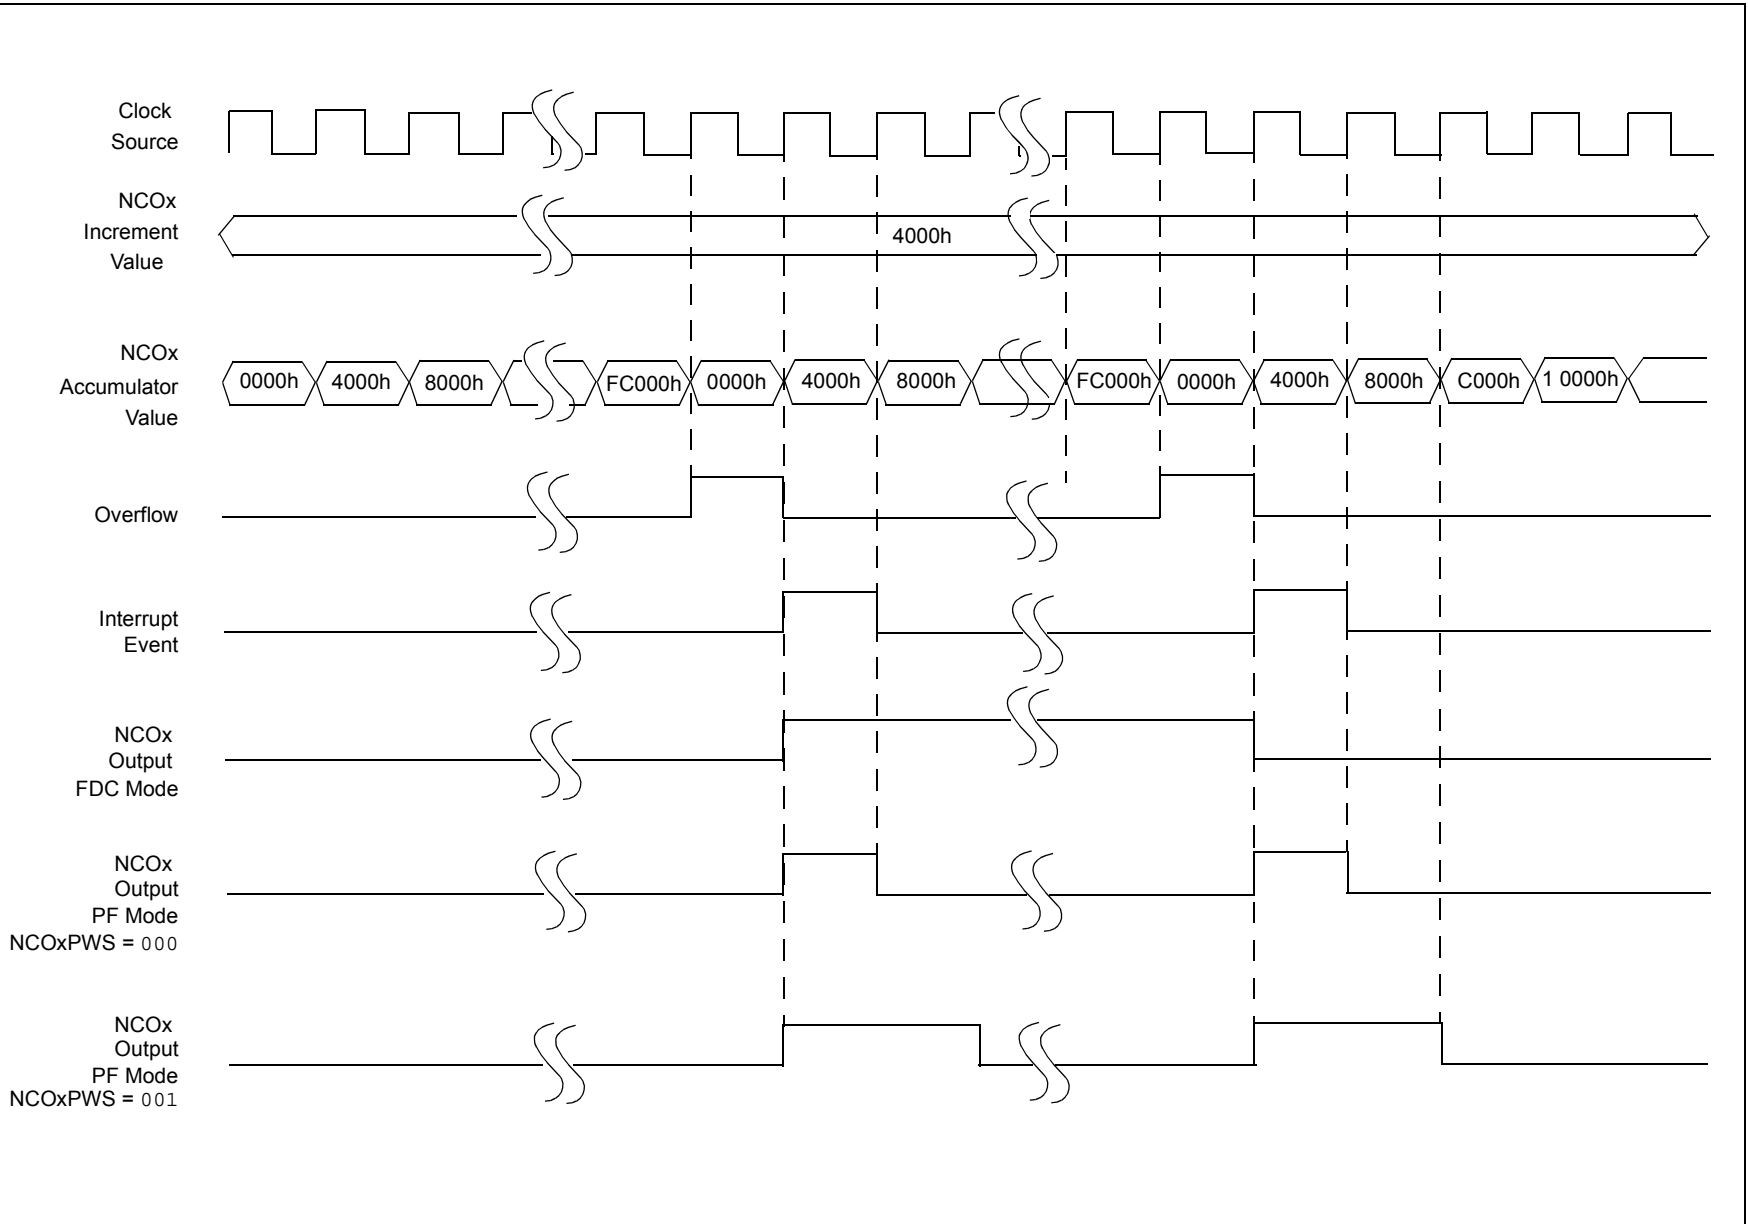 Clock
Source
NCOx
Increment
Value
4000h
NCOx
Accumulator
Value
0000h 4000h 8000h FC000h 0000h 4000h 8000h FC000h 0000h 4000h 8000h C000h 1 0000h
Overflow
Interrupt
Event
NCOx
Output
FDC Mode
NCOx
Output
PF Mode
NCOxPWS = 000
NCOx
Output
PF Mode
NCOxPWS = 001